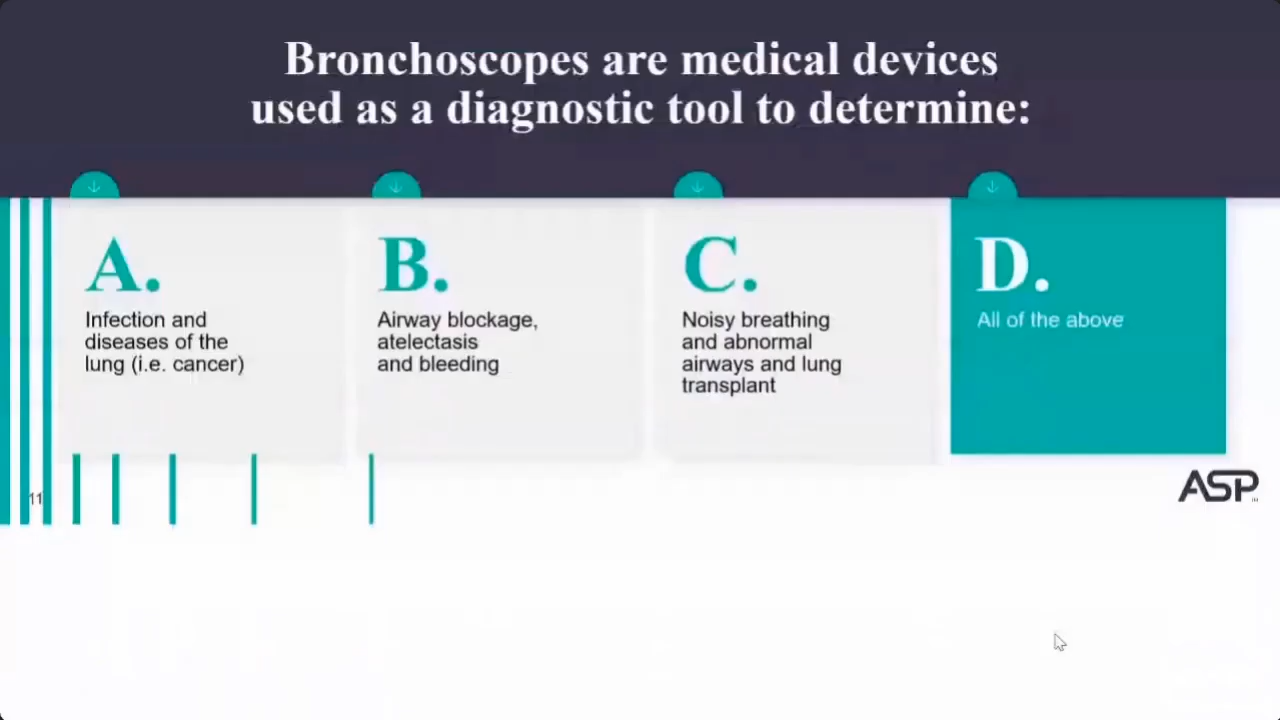 Bronchoscopes are medical devices
used as a diagnostic tool to determine:
A.
Infection and
diseases of the
lung (i.e. cancer)
B.
Airway blockage,
atelectasis
and bleeding
C.
Noisy breathing
and abnormal
airways and lung
transplant
D.
All of the above
11
ASP